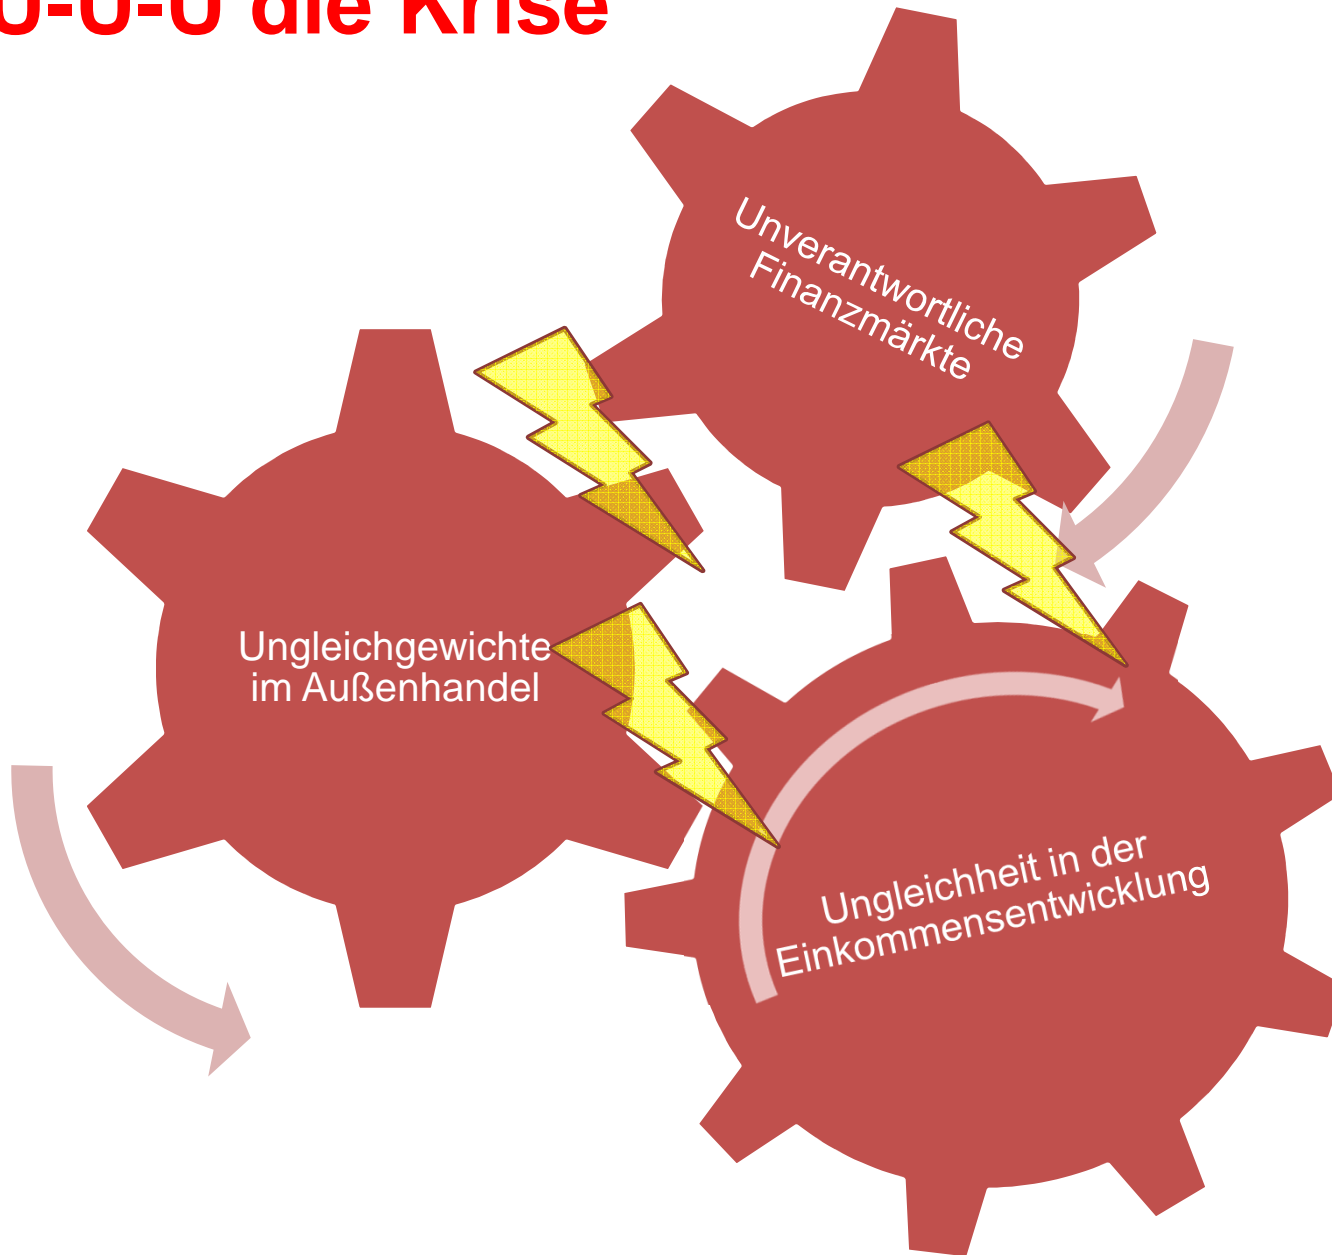 U-U-U die Krise
Unverantwortliche
Finanzmärkte
Ungleichgewichte
im Außenhandel
Ungleichheit in der
Einkommensentwicklung